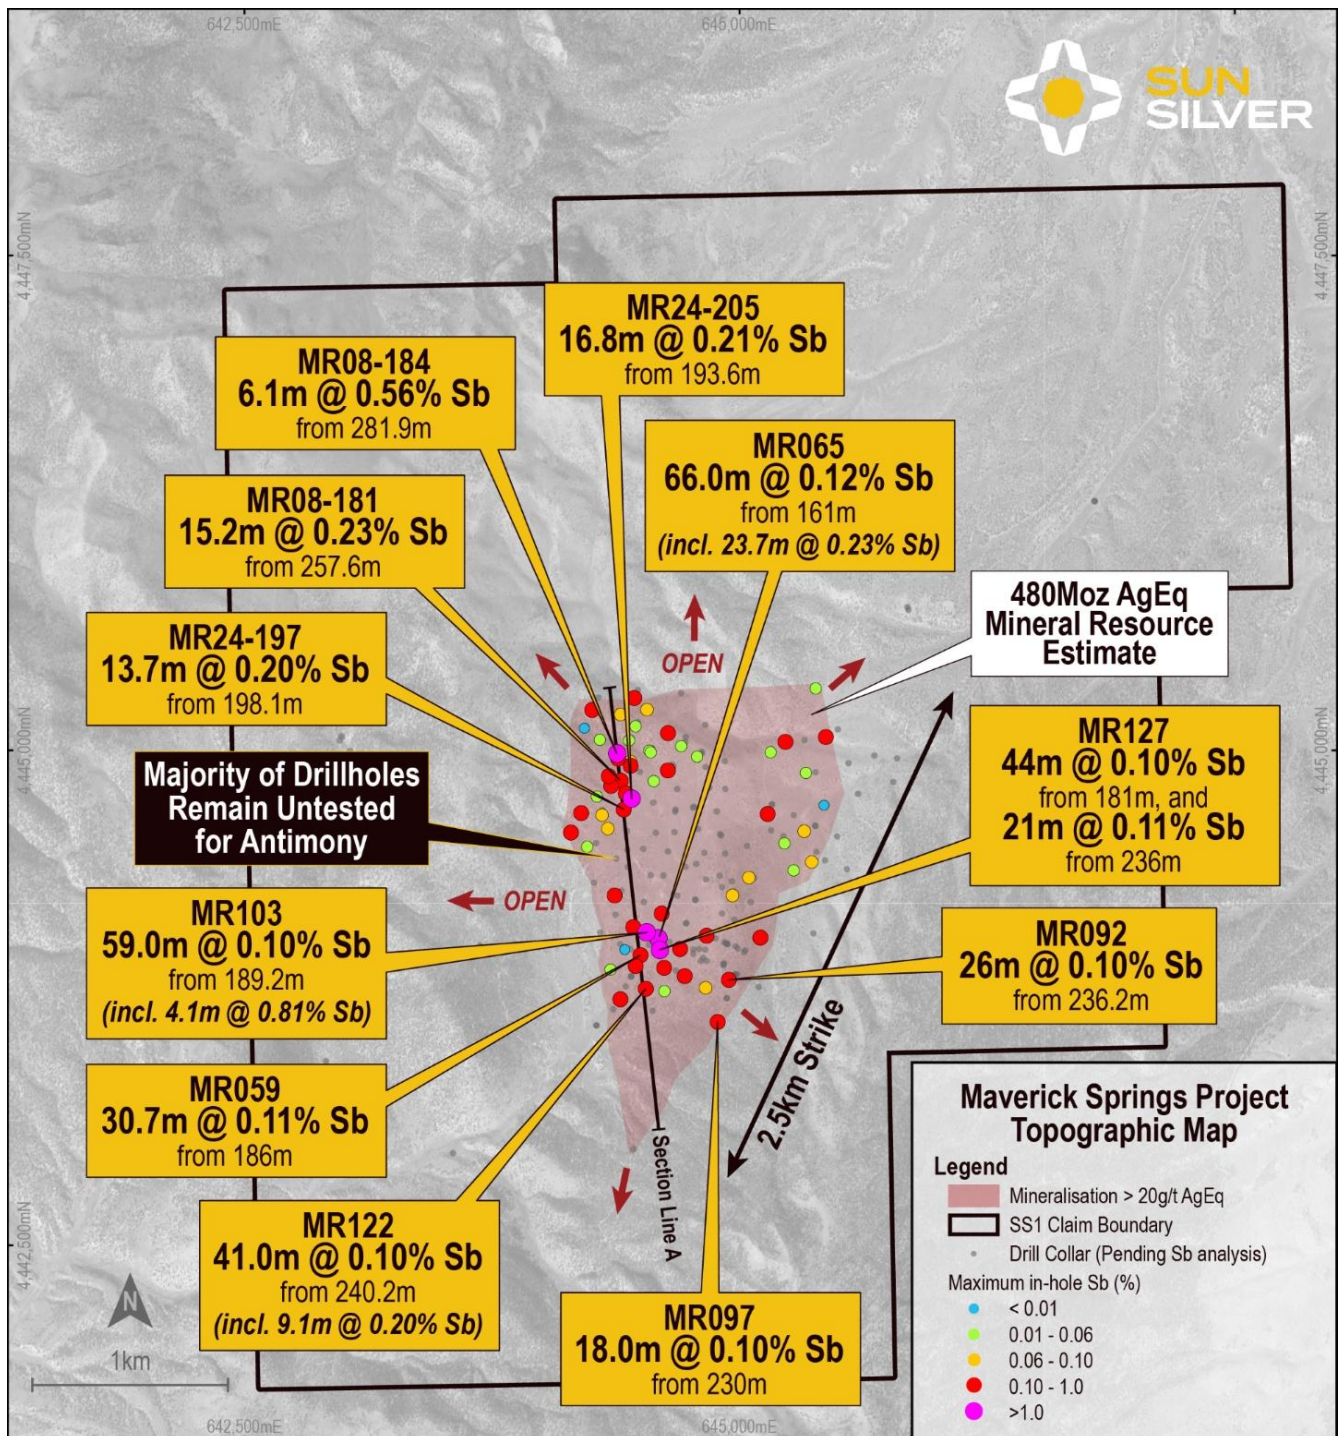 642,500mE
645,000mE
SUN
SILVER
4,447,500mN
4,447,500mN
MR24-205
16.8m @ 0.21% Sb
from 193.6m
MR08-184
6.1m @ 0.56% Sb
from 281.9m
MR065
66.0m @ 0.12% Sb
from 161m
(incl. 23.7m @ 0.23% Sb)
MR08-181
15.2m @ 0.23% Sb
from 257.6m
480Moz AgEq
Mineral Resource
Estimate
MR24-197
13.7m @ 0.20% Sb
from 198.1m
OPEN
4,445,000mN
4,445,000mN
MR127
44m @ 0.10% Sb
from 181m, and
21m @ 0.11% Sb
from 236m
Majority of Drillholes
Remain Untested
for Antimony
OPEN
MR103
59.0m @ 0.10% Sb
from 189.2m
(incl. 4.1m @ 0.81% Sb)
MR092
26m @ 0.10% Sb
from 236.2m
2.5km Strike
MR059
30.7m @ 0.11% Sb
from 186m
Section Line A
MR122
41.0m @ 0.10% Sb
from 240.2m
(incl. 9.1m @ 0.20% Sb)
MR097
18.0m @ 0.10% Sb
from 230m
4,442,500mN
N
1km
Maverick Springs Project
Topographic Map
Legend
Mineralisation > 20g/t AgEq
SS1 Claim Boundary
Drill Collar (Pending Sb analysis)
Maximum in-hole Sb (%)
< 0.01
0.01 - 0.06
0.06 - 0.10
0.10 - 1.0
>1.0
642,500mE
645,000mE